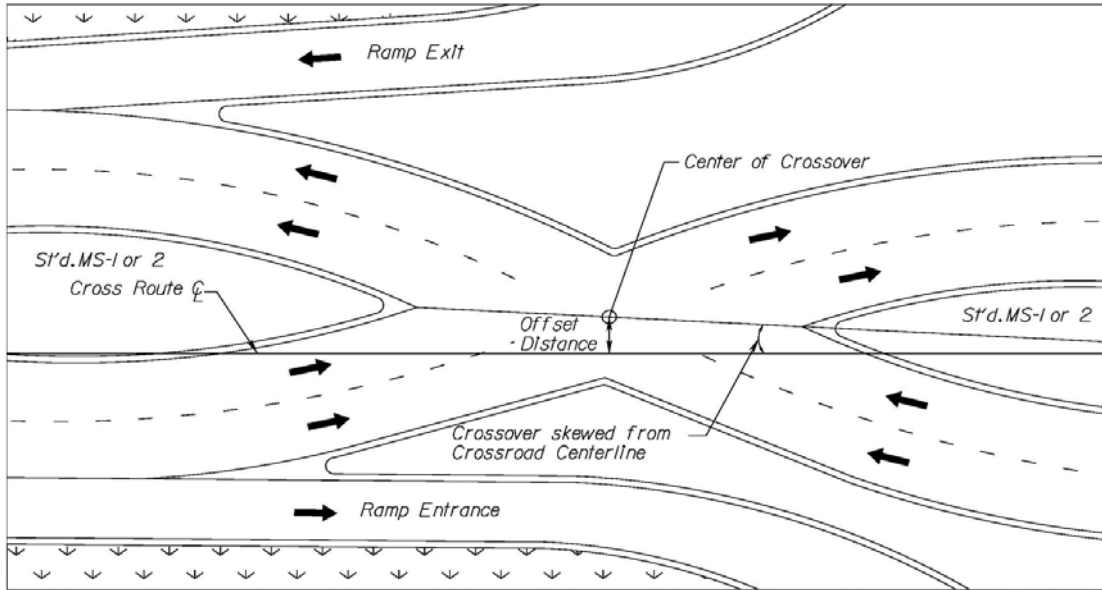 Ramp Exit
Center of Crossover
St'd. MS-1 or 2
Cross Route ℄
Offset
Distance
St'd. MS-1 or 2
Crossover skewed from
Crossroad Centerline
Ramp Entrance